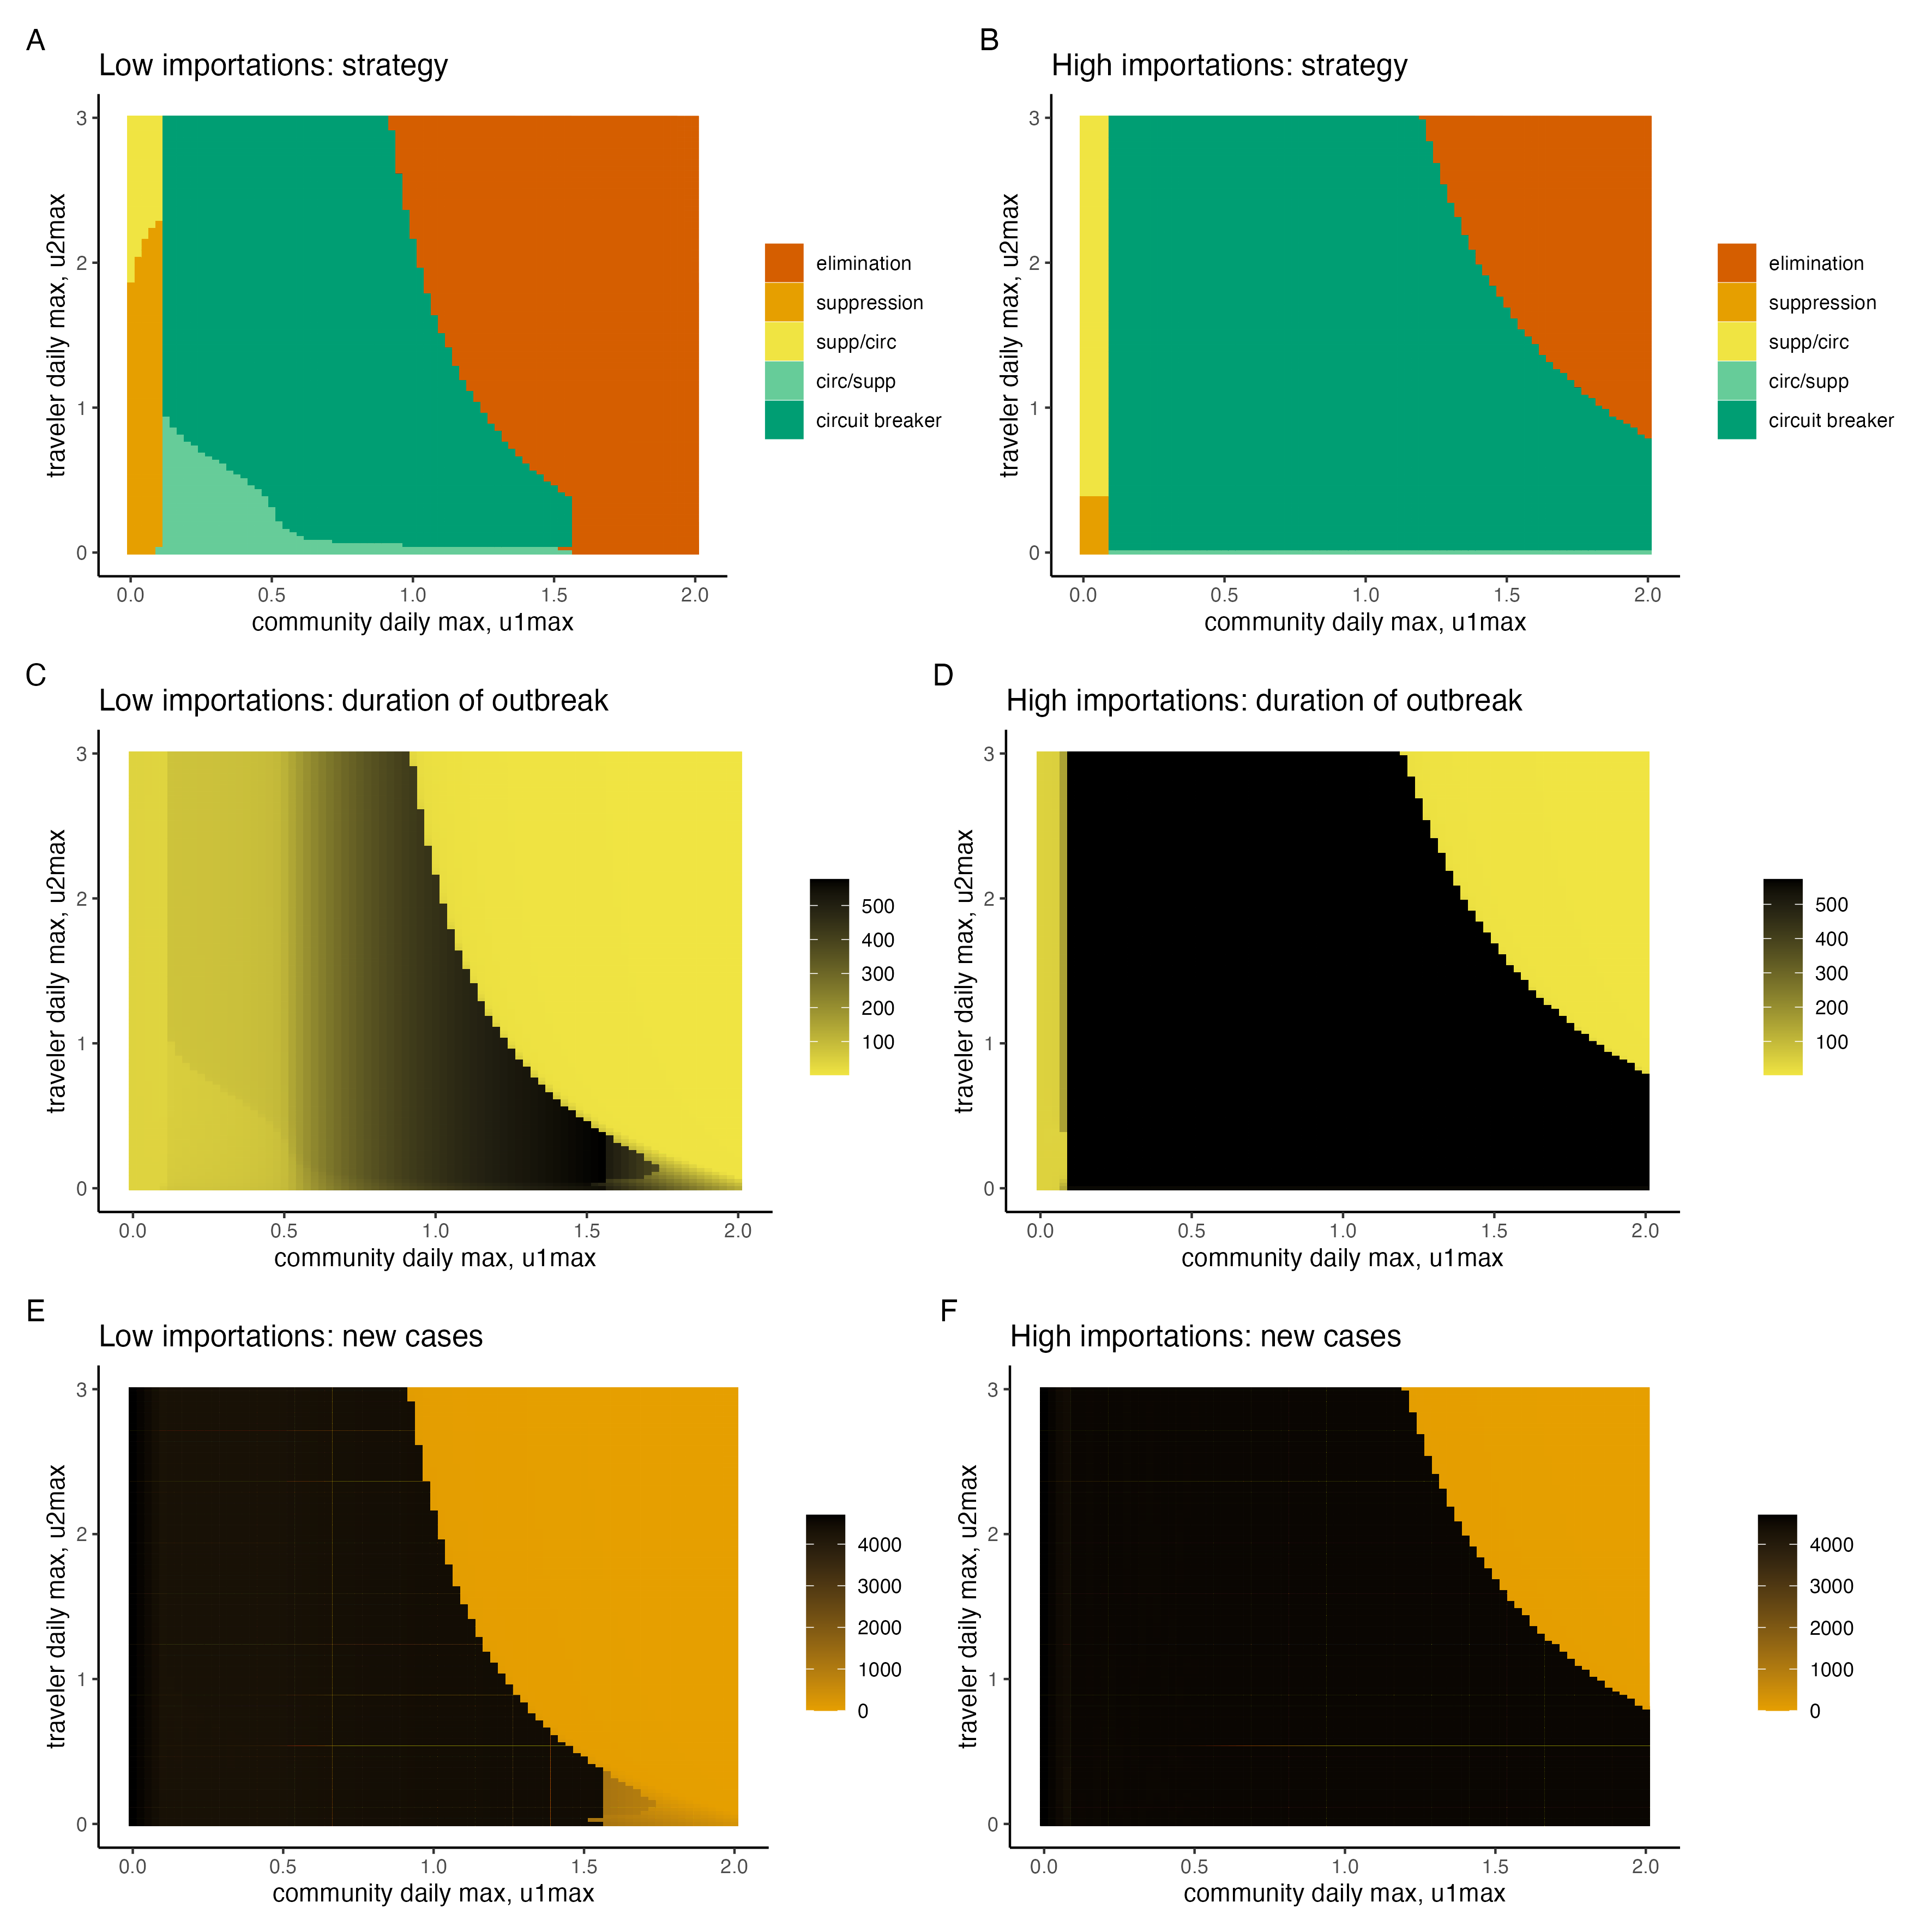 A
Low importations: strategy
traveler daily max, u2max
3
2
1
0
0.0 0.5 1.0 1.5 2.0
community daily max, u1max
elimination
suppression
supp/circ
circ/supp
circuit breaker
B
High importations: strategy
traveler daily max, u2max
3
2
1
0
0.0 0.5 1.0 1.5 2.0
community daily max, u1max
elimination
suppression
supp/circ
circ/supp
circuit breaker
C
Low importations: duration of outbreak
traveler daily max, u2max
3
2
1
0
0.0 0.5 1.0 1.5 2.0
community daily max, u1max
500
400
300
200
100
D
High importations: duration of outbreak
traveler daily max, u2max
3
2
1
0
0.0 0.5 1.0 1.5 2.0
community daily max, u1max
500
400
300
200
100
E
Low importations: new cases
traveler daily max, u2max
3
2
1
0
0.0 0.5 1.0 1.5 2.0
community daily max, u1max
4000
3000
2000
1000
0
F
High importations: new cases
traveler daily max, u2max
3
2
1
0
0.0 0.5 1.0 1.5 2.0
community daily max, u1max
4000
3000
2000
1000
0